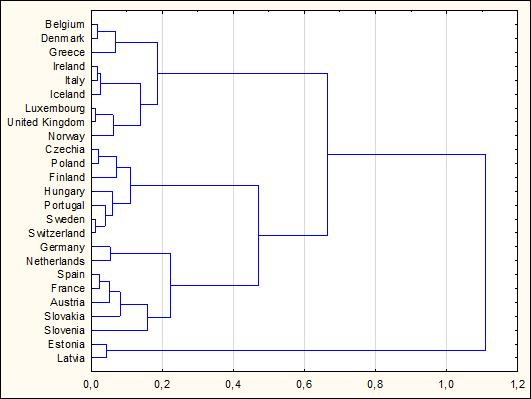 Belgium
Denmark
Greece
Ireland
Italy
Iceland
Luxembourg
United Kingdom
Norway
Czechia
Poland
Finland
Hungary
Portugal
Sweden
Switzerland
Germany
Netherlands
Spain
France
Austria
Slovakia
Slovenia
Estonia
Latvia
0,0 0,2 0,4 0,6 0,8 1,0 1,2